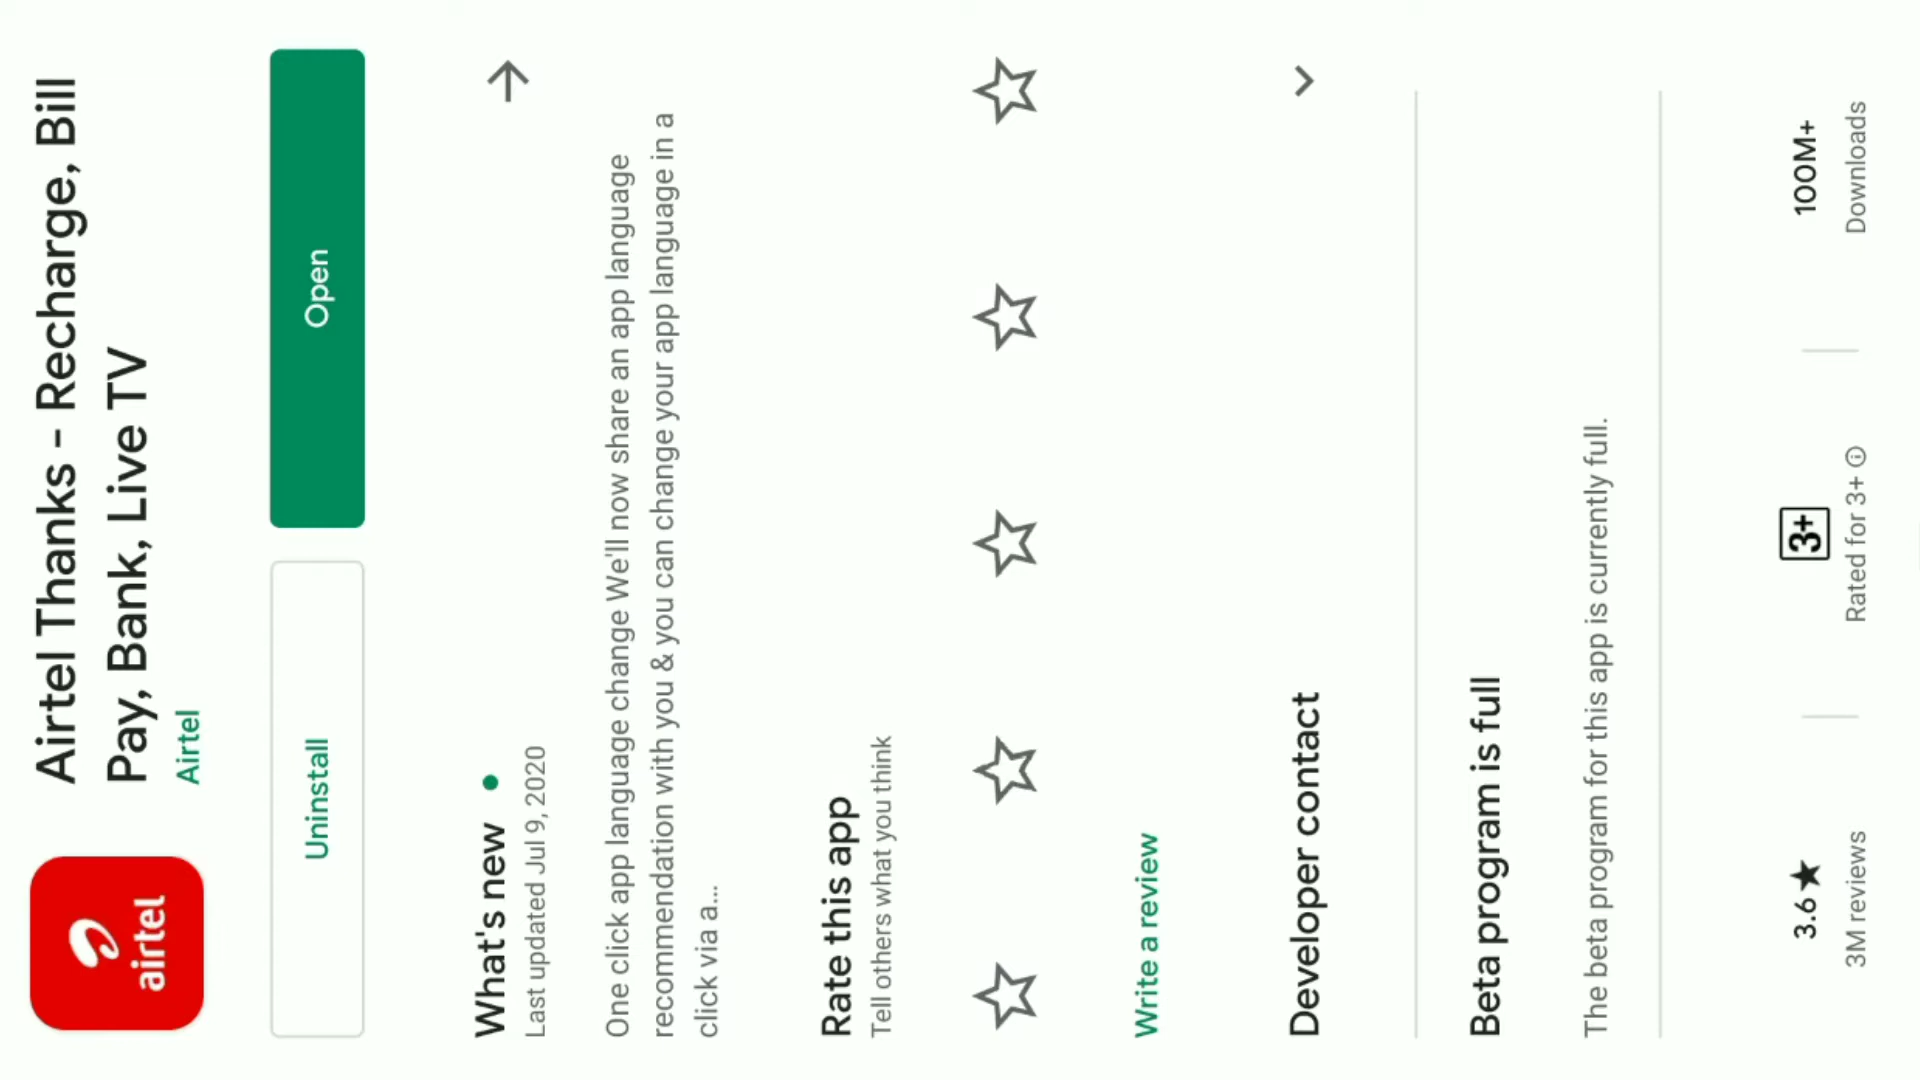 airtel
Airtel Thanks - Recharge, Bill
Pay, Bank, Live TV
Airtel
Uninstall
Open
What's new
Last updated Jul 9, 2020
One click app language change We'll now share an app language
recommendation with you & you can change your app language in a
click via a...
Rate this app
Tell others what you think
Write a review
Developer contact
Beta program is full
The beta program for this app is currently full.
3.6 ★
3M reviews
3+
Rated for 3+
100M+
Downloads